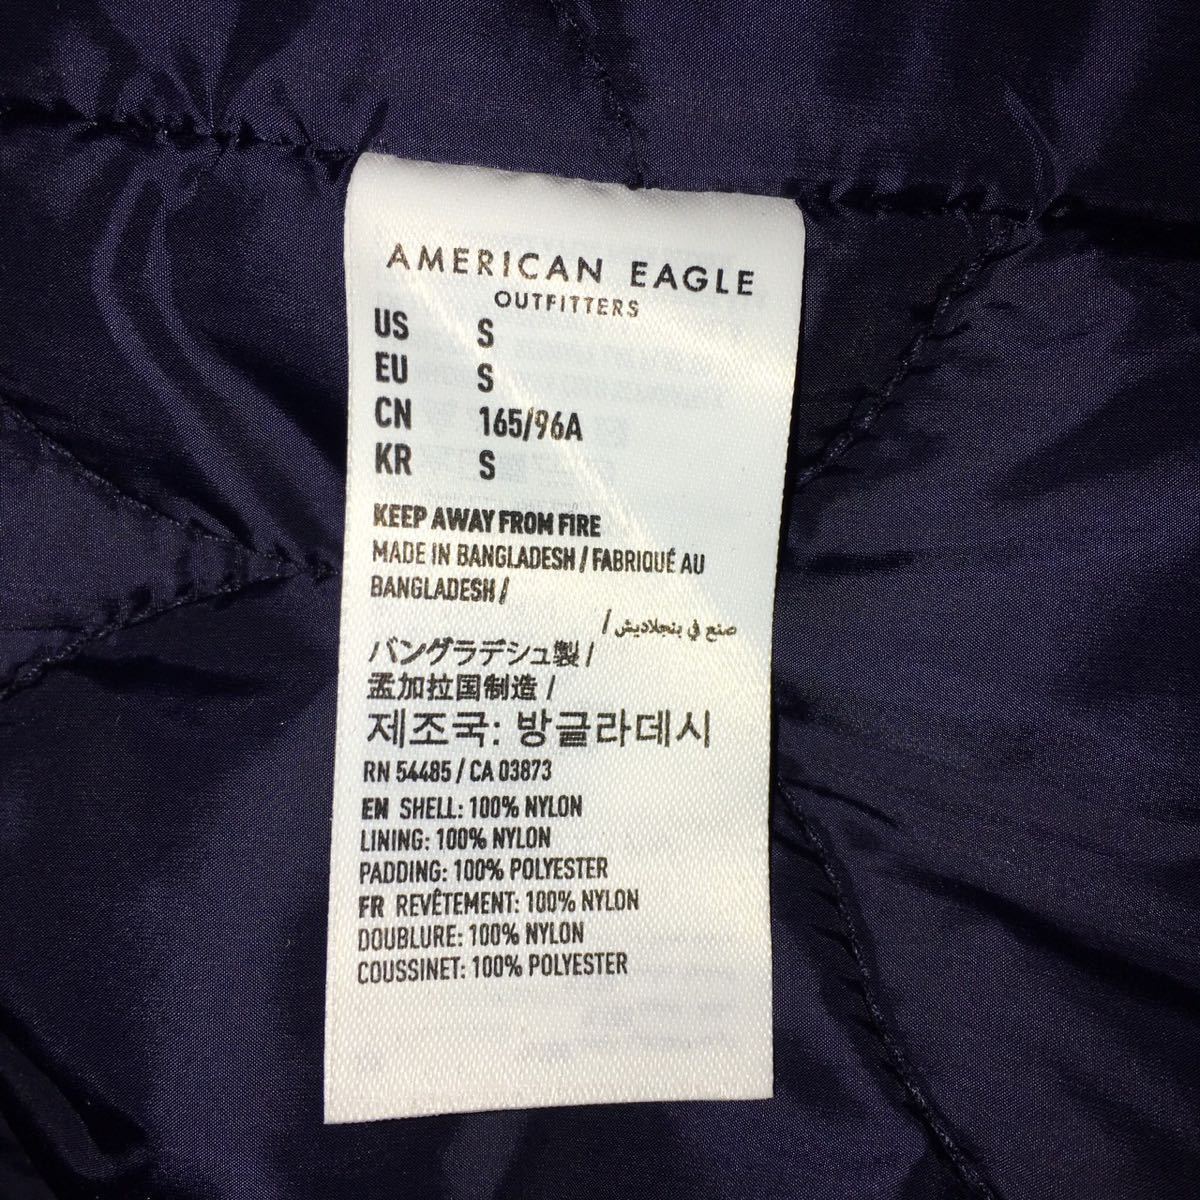 AMERICAN EAGLE
OUTFITTERS
US S
EU S
CN 165/96A
KR S
KEEP AWAY FROM FIRE
MADE IN BANGLADESH / FABRIQUÉ AU
BANGLADESH /
صنع في بنجلاديش /
バングラデシュ製 /
孟加拉国制造 /
제조국: 방글라데시
RN 54485 / CA 03873
EN SHELL: 100% NYLON
LINING: 100% NYLON
PADDING: 100% POLYESTER
FR REVÊTEMENT: 100% NYLON
DOUBLURE: 100% NYLON
COUSSINET: 100% POLYESTER